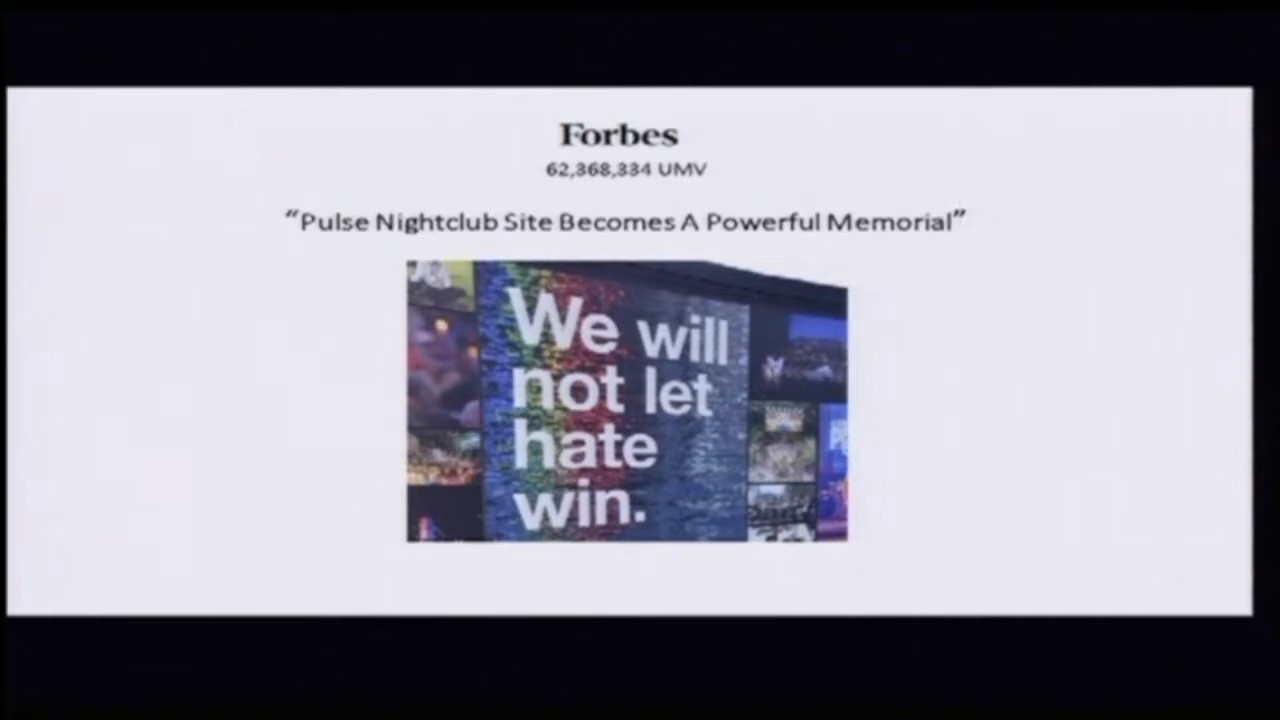 Forbes
62,368,334 UMV
“Pulse Nightclub Site Becomes A Powerful Memorial”
We will
not let
hate
win.